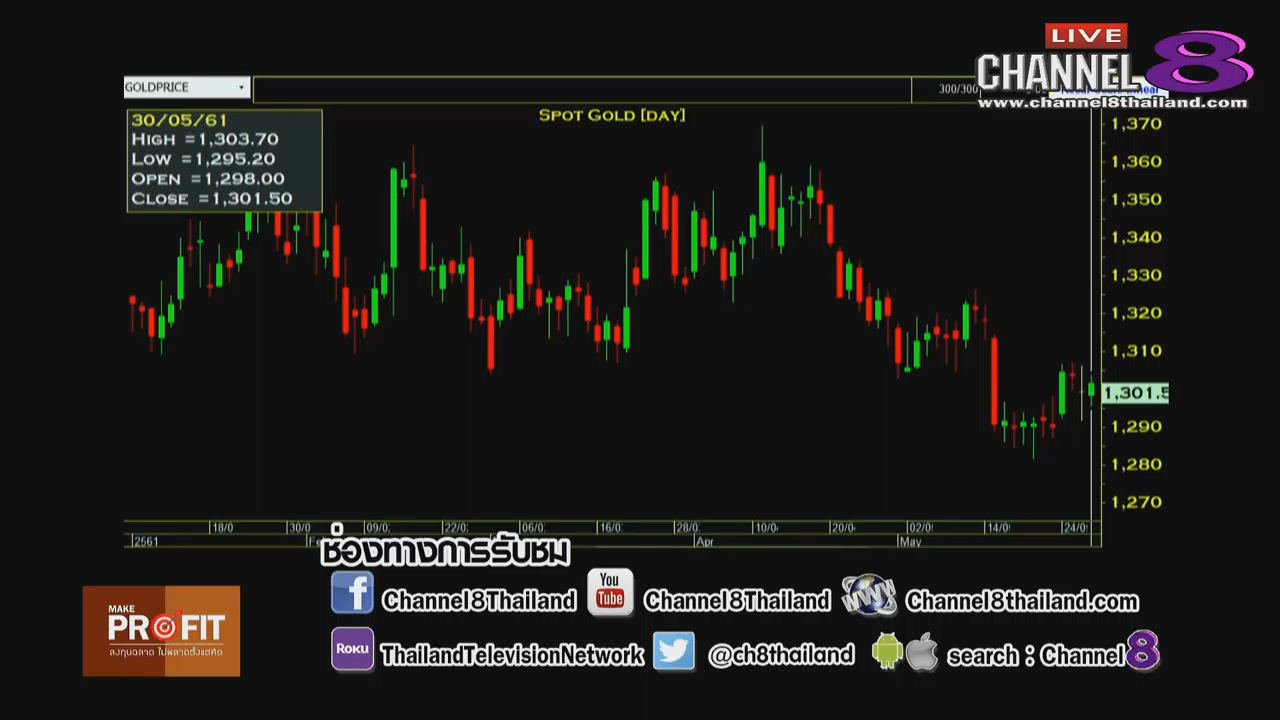 LIVE
CHANNEL 8
www.channel8thailand.com
GOLDPRICE
300/300
SPOT GOLD [DAY]
30/05/61
HIGH =1,303.70
LOW =1,295.20
OPEN =1,298.00
CLOSE =1,301.50
1,370
1,360
1,350
1,340
1,330
1,320
1,310
1,301.5
1,290
1,280
1,270
18/0 30/0 09/0 22/0 06/0 16/0 28/0 10/0 20/0 02/0 14/0 24/0
2561 Apr May
ช่องทางการรับชม
f Channel8Thailand You Tube Channel8Thailand WWW Channel8thailand.com
Roku ThailandTelevisionNetwork @ch8thailand search : Channel 8
MAKE
PROFIT
ลงทุนฉลาด ไม่พลาดตั้งแต่คิด